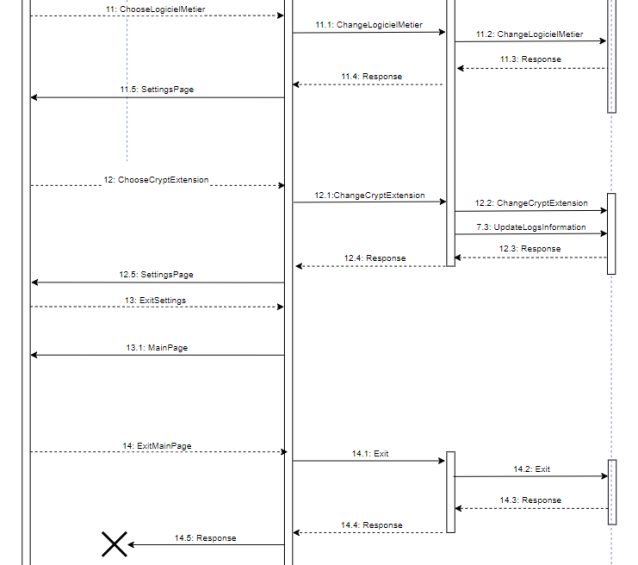 11: ChooseLogicielMetier
11.1: ChangeLogicielMetier
11.2: ChangeLogicielMetier
11.3: Response
11.4: Response
11.5: SettingsPage
12: ChooseCryptExtension
12.1:ChangeCryptExtension
12.2: ChangeCryptExtension
7.3: UpdateLogsInformation
12.3: Response
12.4: Response
12.5: SettingsPage
13: ExitSettings
13.1: MainPage
14: ExitMainPage
14.1: Exit
14.2: Exit
14.3: Response
14.4: Response
14.5: Response